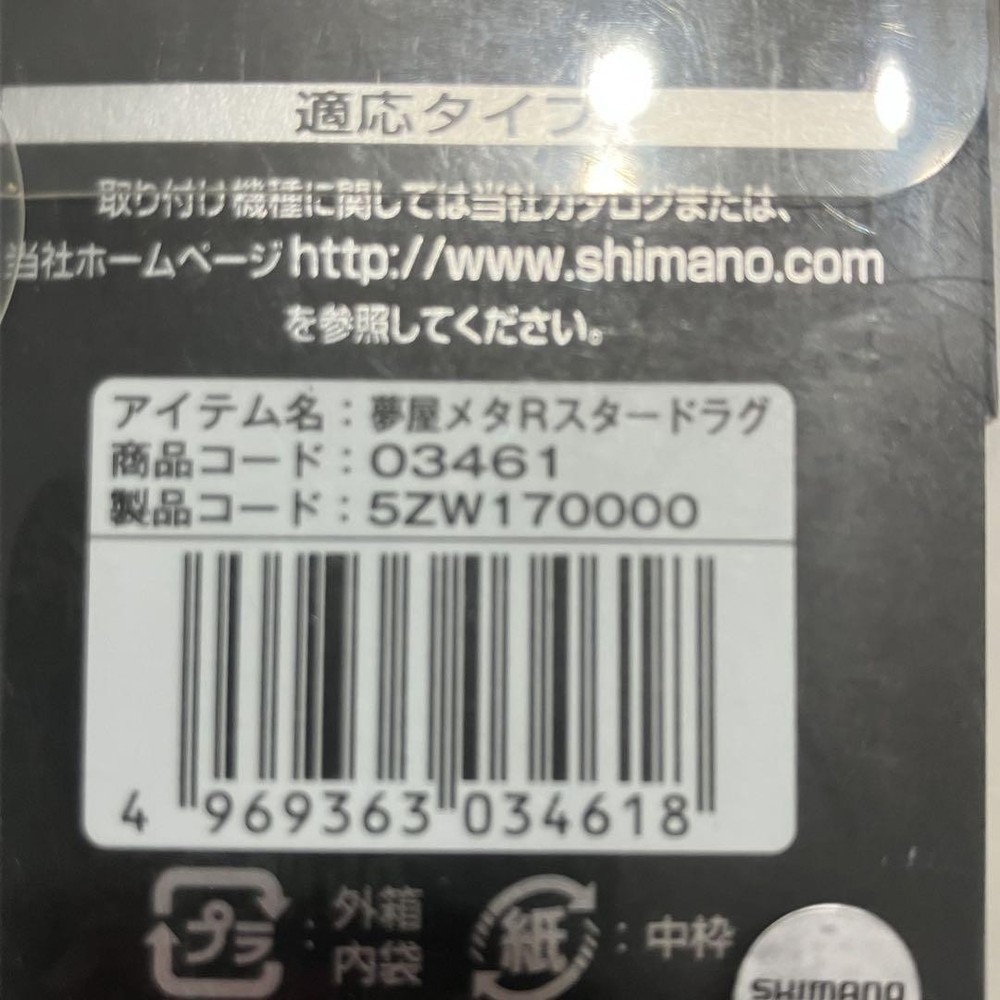 適応タイプ
取り付け機種に関しては当社カタログまたは、
当社ホームページhttp://www.shimano.com
を参照してください。
アイテム名：夢屋メタRスタードラグ
商品コード：03461
製品コード：5ZW170000
4 969363 034618
プラ：外箱 内袋
紙：中枠
SHIMANO